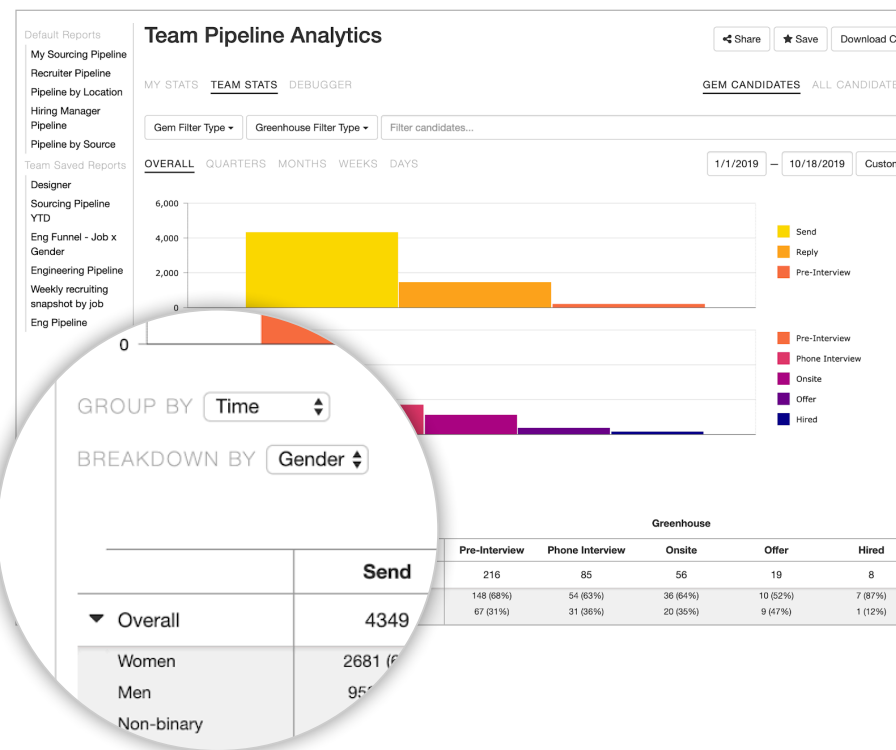 Default Reports
My Sourcing Pipeline
Recruiter Pipeline
Pipeline by Location
Hiring Manager
Pipeline
Pipeline by Source
Team Saved Reports
Designer
Sourcing Pipeline
YTD
Eng Funnel - Job x
Gender
Engineering Pipeline
Weekly recruiting
snapshot by job
Eng Pipeline
Team Pipeline Analytics
Share Save Download
MY STATS TEAM STATS DEBUGGER
GEM CANDIDATES ALL
Gem Filter Type Greenhouse Filter Type Filter candidates...
OVERALL QUARTERS MONTHS WEEKS DAYS
1/1/2019 – 10/18/2019
6,000
4,000
2,000
0
Send
Reply
Pre-Interview
Pre-Interview
Phone Interview
Onsite
Offer
Hired
0
GROUP BY Time
BREAKDOWN BY Gender
Greenhouse
Send Pre-Interview Phone Interview Onsite Offer Hired
Overall 4349 216 85 56 19 8
148 (68%) 54 (63%) 36 (64%) 10 (52%) 7 (87%)
67 (31%) 31 (36%) 20 (35%) 9 (47%) 1 (12%)
Women 2681
Men
Non-binary